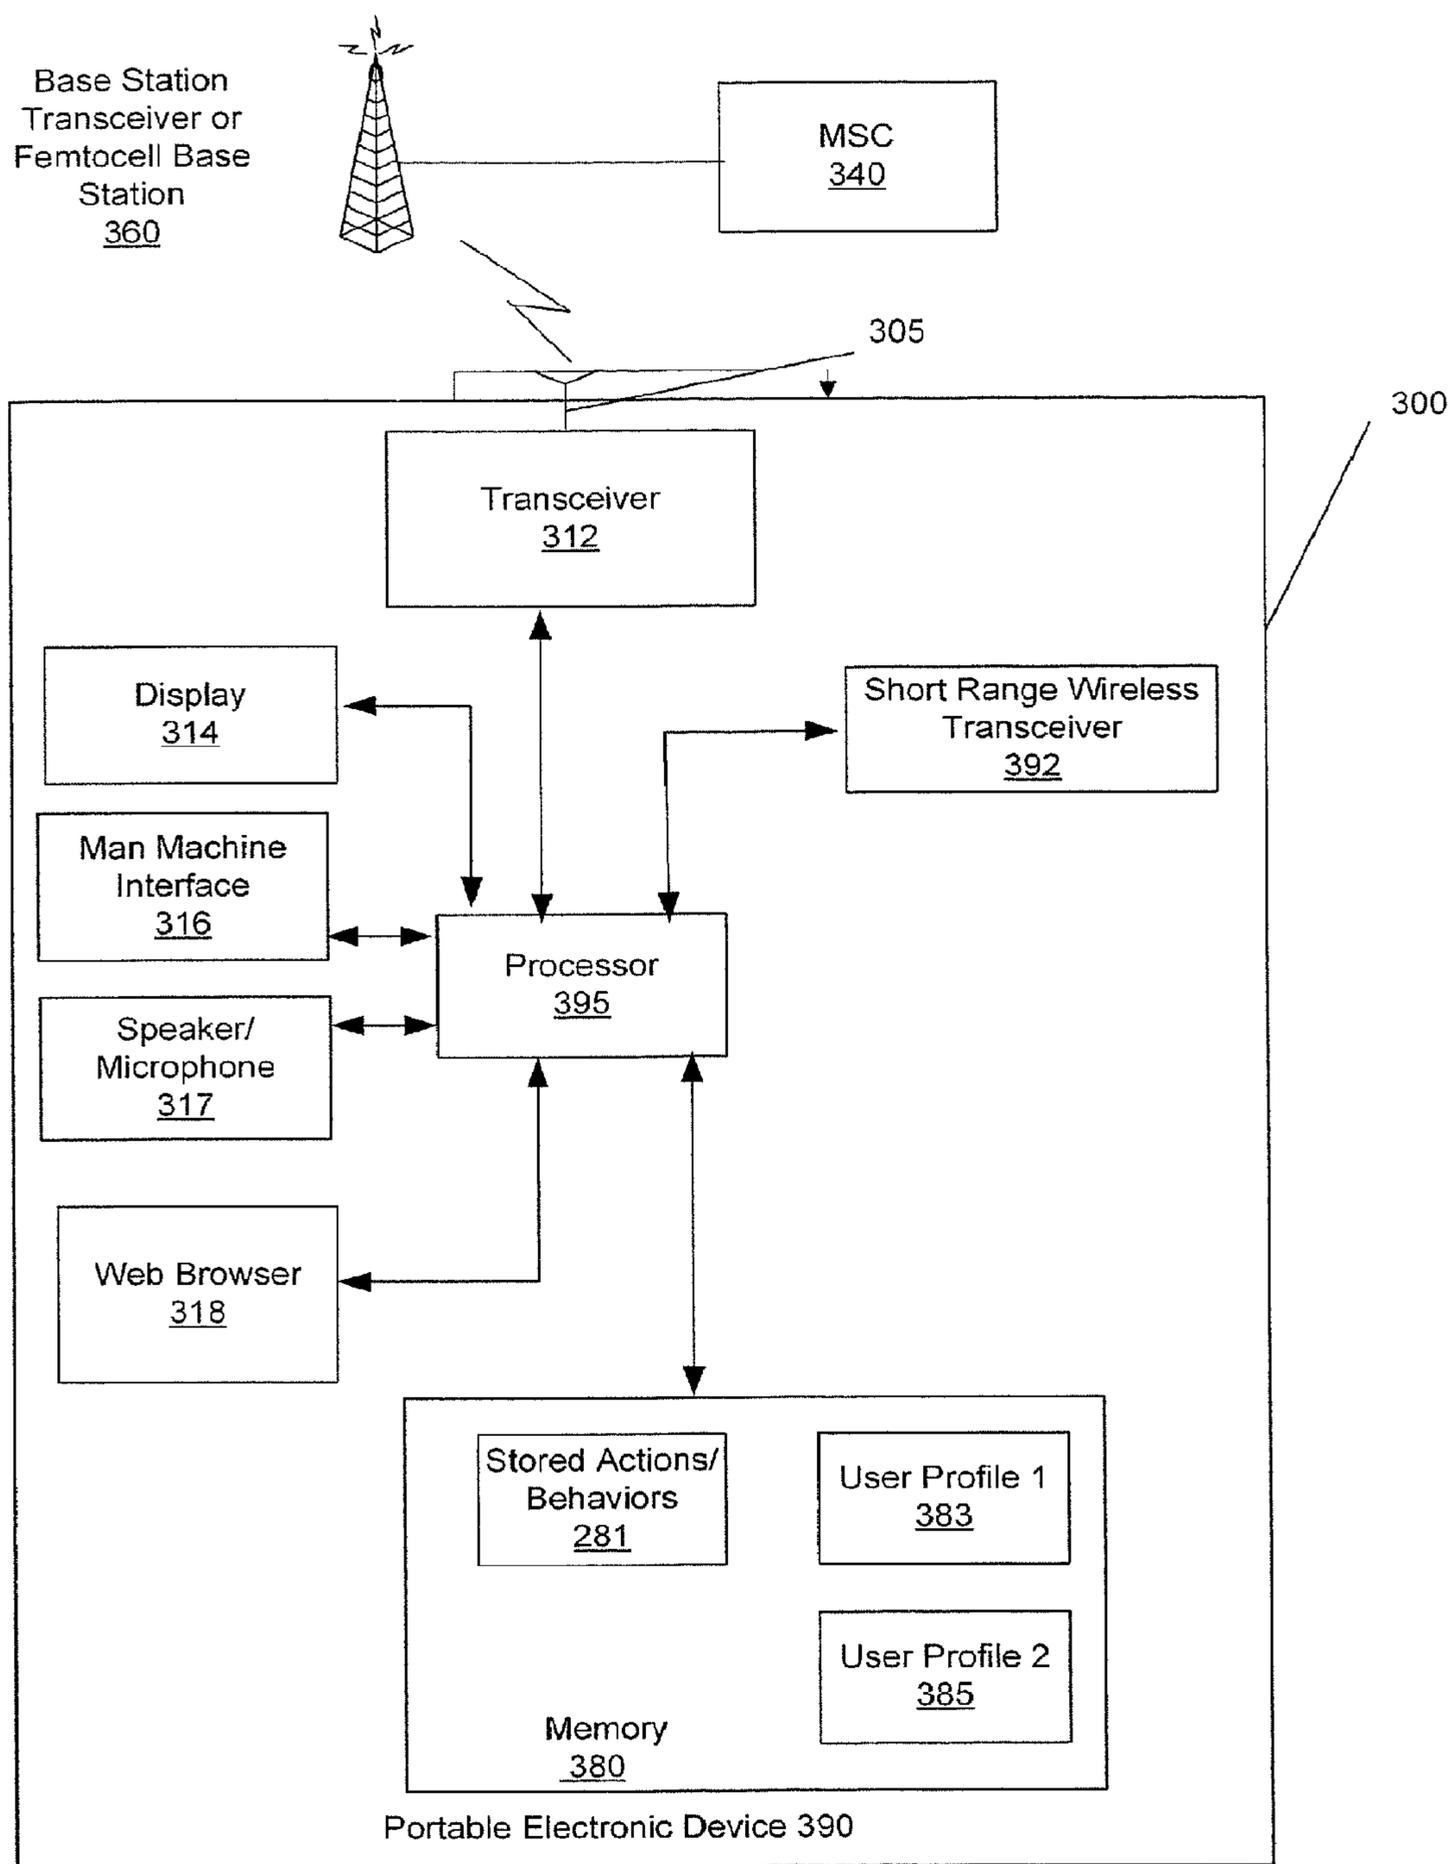 Base Station
Transceiver or
Femtocell Base
Station
360
MSC
340
305
300
Transceiver
312
Display
314
Short Range Wireless
Transceiver
392
Man Machine
Interface
316
Processor
395
Speaker/
Microphone
317
Web Browser
318
Stored Actions/
Behaviors
281
User Profile 1
383
User Profile 2
385
Memory
380
Portable Electronic Device 390